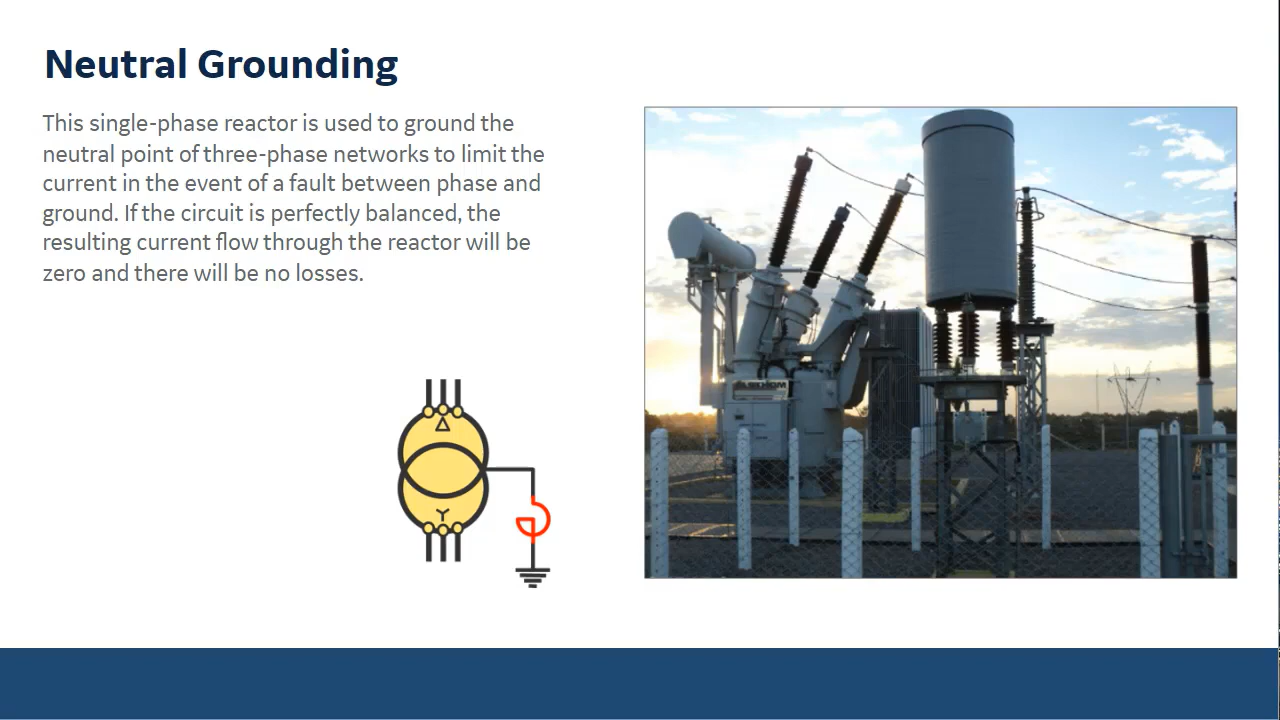 Neutral Grounding
This single-phase reactor is used to ground the
neutral point of three-phase networks to limit the
current in the event of a fault between phase and
ground. If the circuit is perfectly balanced, the
resulting current flow through the reactor will be
zero and there will be no losses.